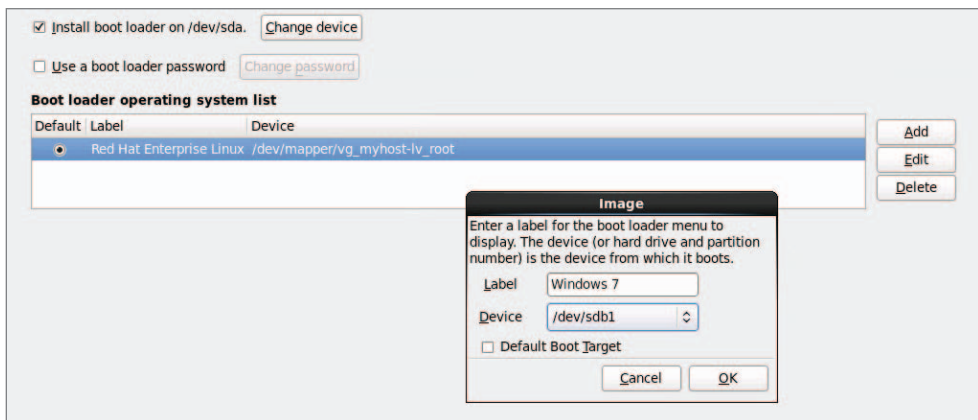 Install boot loader on /dev/sda. Change device
Use a boot loader password Change password
Boot loader operating system list
Default Label Device
Red Hat Enterprise Linux /dev/mapper/vg_myhost-lv_root
Add
Edit
Delete
Image
Enter a label for the boot loader menu to
display. The device (or hard drive and partition
number) is the device from which it boots.
Label Windows 7
Device /dev/sdb1
Default Boot Target
Cancel OK